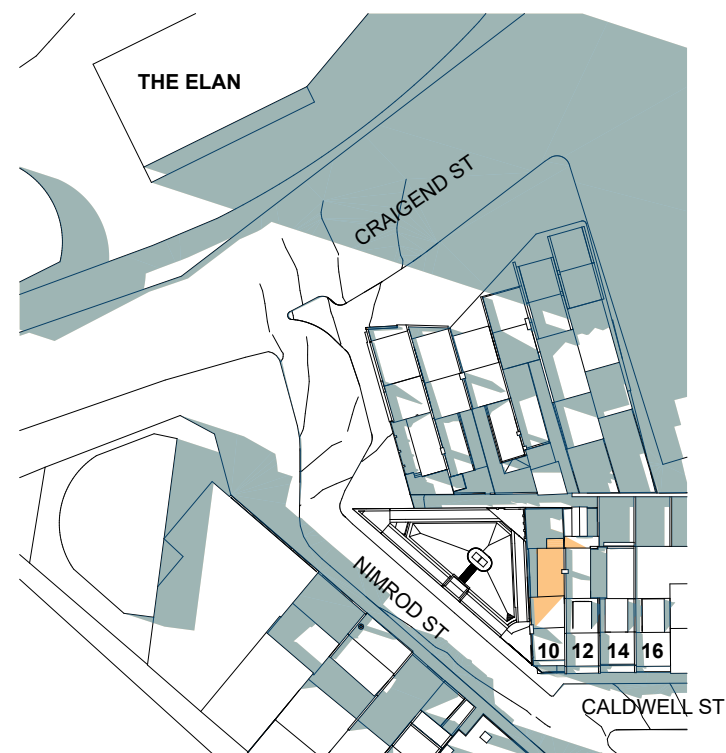 THE ELAN
CRAIGEND ST
NIMROD ST
10 12 14 16
CALDWELL ST